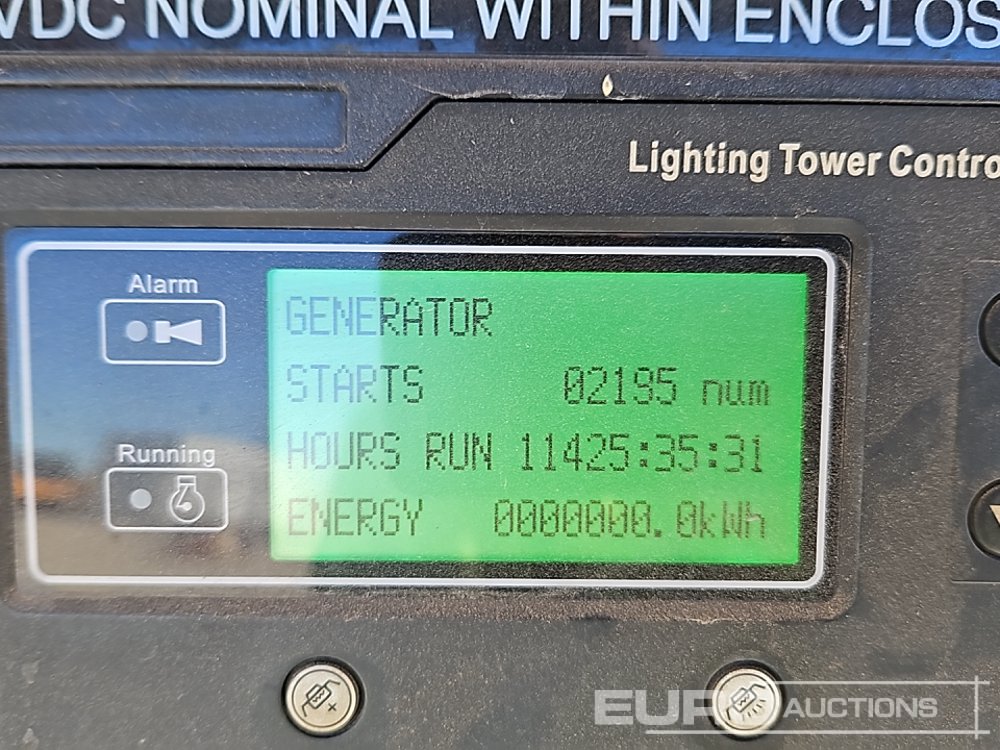 VDC NOMINAL WITHIN ENCLOS
Lighting Tower Contro
Alarm
Running
GENERATOR
STARTS 02195 num
HOURS RUN 11425:35:31
ENERGY 0000000.0kWh
EURO AUCTIONS